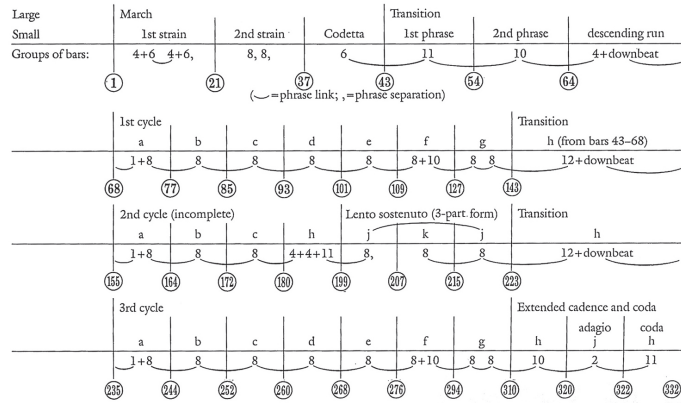 Large March Transition
Small 1st strain 2nd strain Codetta 1st phrase 2nd phrase descending run
Groups of bars: 4+6 4+6, 8, 8, 6 11 10 4+downbeat
1 21 37 43 54 64
(‿=phrase link; ,=phrase separation)
1st cycle Transition
a b c d e f g h (from bars 43–68)
1+8 8 8 8 8 8+10 8 8 12+downbeat
68 77 85 93 101 109 127 143
2nd cycle (incomplete) Lento sostenuto (3-part form) Transition
a b c h j k j h
1+8 8 8 4+4+11 8, 8 8 12+downbeat
155 164 172 180 199 207 215 223
3rd cycle Extended cadence and coda
adagio coda
a b c d e f g h j h
1+8 8 8 8 8 8+10 8 8 10 2 11
235 244 252 260 268 276 294 310 320 322 332